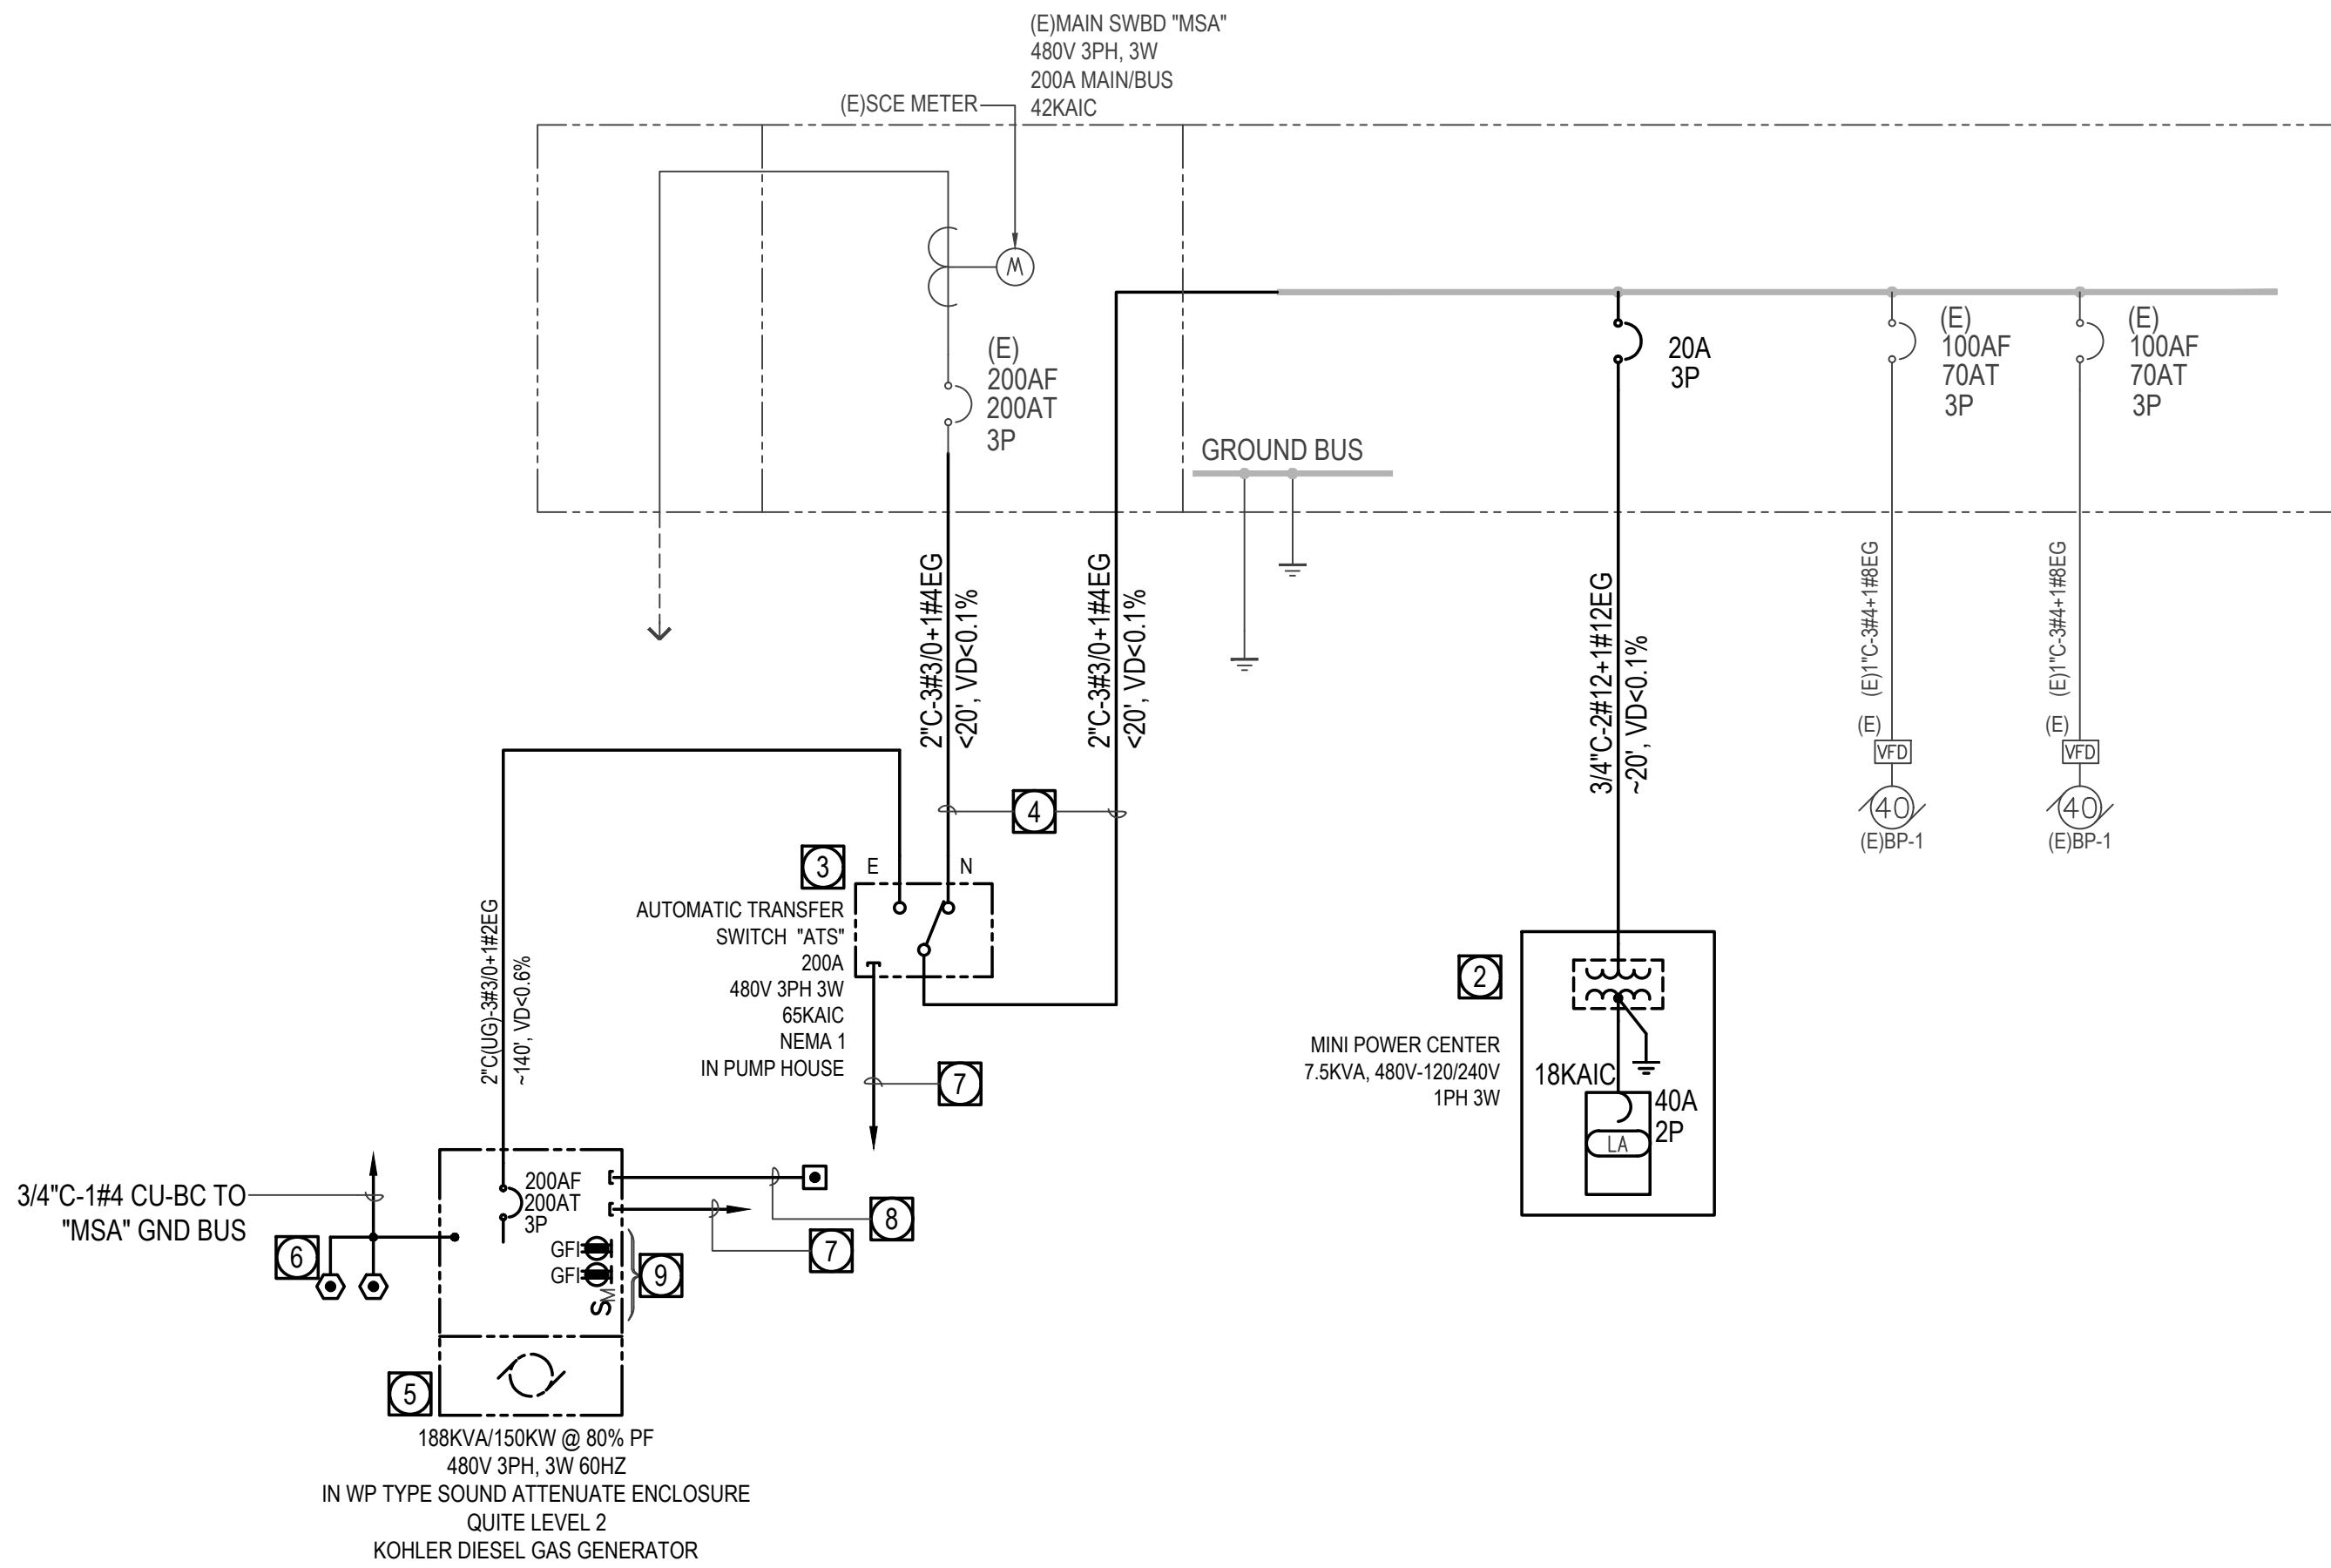 (E)MAIN SWBD "MSA"
480V 3PH, 3W
200A MAIN/BUS
42KAIC
(E)SCE METER
M
(E)
200AF
200AT
3P
GROUND BUS
20A
3P
(E)
100AF
70AT
3P
(E)
100AF
70AT
3P
2"C-3#3/0+1#4EG
<20', VD<0.1%
2"C-3#3/0+1#4EG
<20', VD<0.1%
3/4"C-2#12+1#12EG
~20', VD<0.1%
(E)1"C-3#4+1#8EG
(E)1"C-3#4+1#8EG
(E)
VFD
40
(E)BP-1
(E)
VFD
40
(E)BP-1
4
3
E
N
AUTOMATIC TRANSFER
SWITCH "ATS"
200A
480V 3PH 3W
65KAIC
NEMA 1
IN PUMP HOUSE
7
2"C(UG)-3#3/0+1#2EG
~140', VD<0.6%
2
MINI POWER CENTER
7.5KVA, 480V-120/240V
1PH 3W
18KAIC
40A
2P
LA
3/4"C-1#4 CU-BC TO
"MSA" GND BUS
6
200AF
200AT
3P
GFI
GFI
SM
8
7
9
5
188KVA/150KW @ 80% PF
480V 3PH, 3W 60HZ
IN WP TYPE SOUND ATTENUATE ENCLOSURE
QUITE LEVEL 2
KOHLER DIESEL GAS GENERATOR